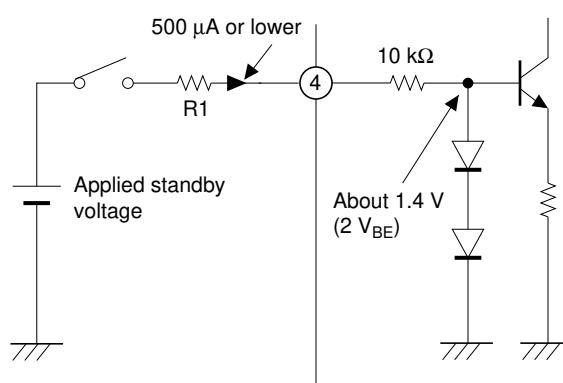 500 μA or lower
R1
4
10 kΩ
Applied standby
voltage
About 1.4 V
(2 VBE)